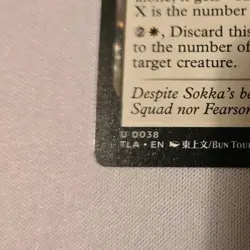 X is the number
2, Discard this
to the number of
target creature.
Despite Sokka's be
Squad nor Fearson
U 0038
TLA • EN 東上文/BUN TOU